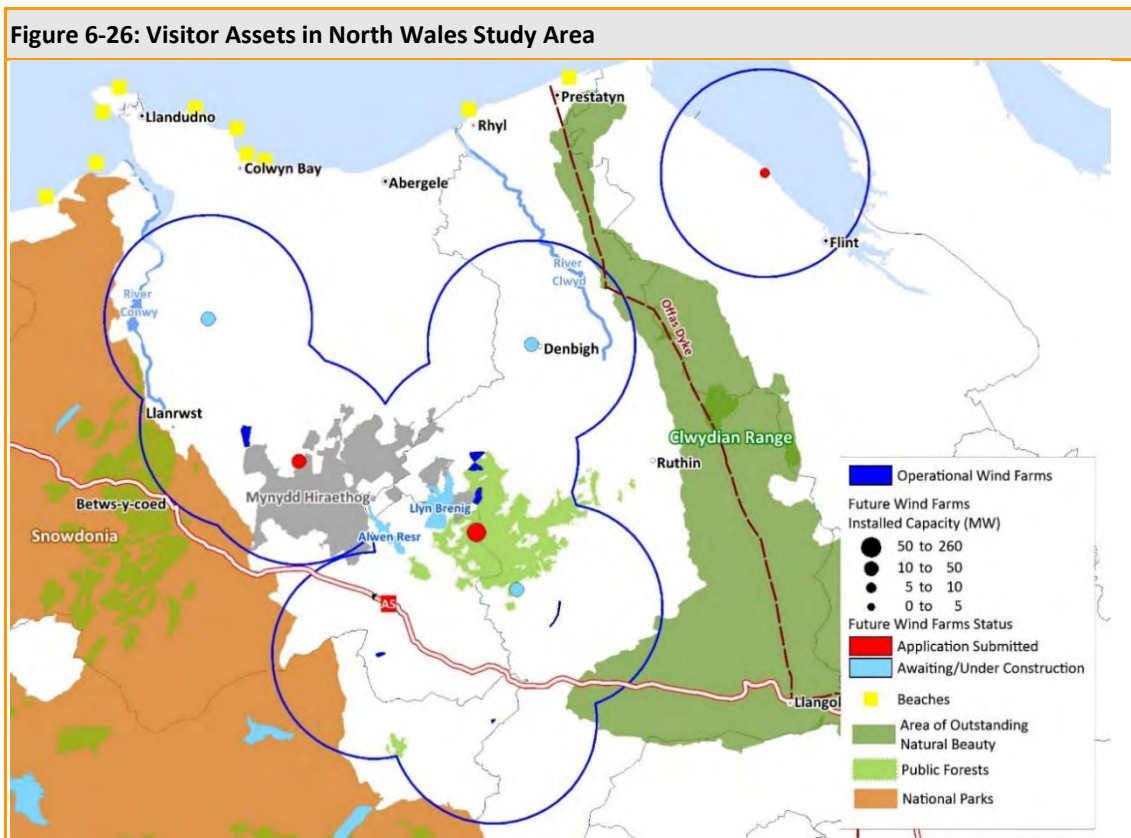 Figure 6-26: Visitor Assets in North Wales Study Area
Prestatyn
Llandudno
Rhyl
Colwyn Bay
Abergele
Flint
River
Clwyd
River
Conwy
Offas Dyke
Denbigh
Llanrwst
Clwydian Range
Ruthin
Mynydd Hiraethog
Llyn Brenig
Betws-y-coed
Alwen Resr
Snowdonia
A5
Llangol
Operational Wind Farms
Future Wind Farms
Installed Capacity (MW)
50 to 260
10 to 50
5 to 10
0 to 5
Future Wind Farms Status
Application Submitted
Awaiting/Under Construction
Beaches
Area of Outstanding
Natural Beauty
Public Forests
National Parks